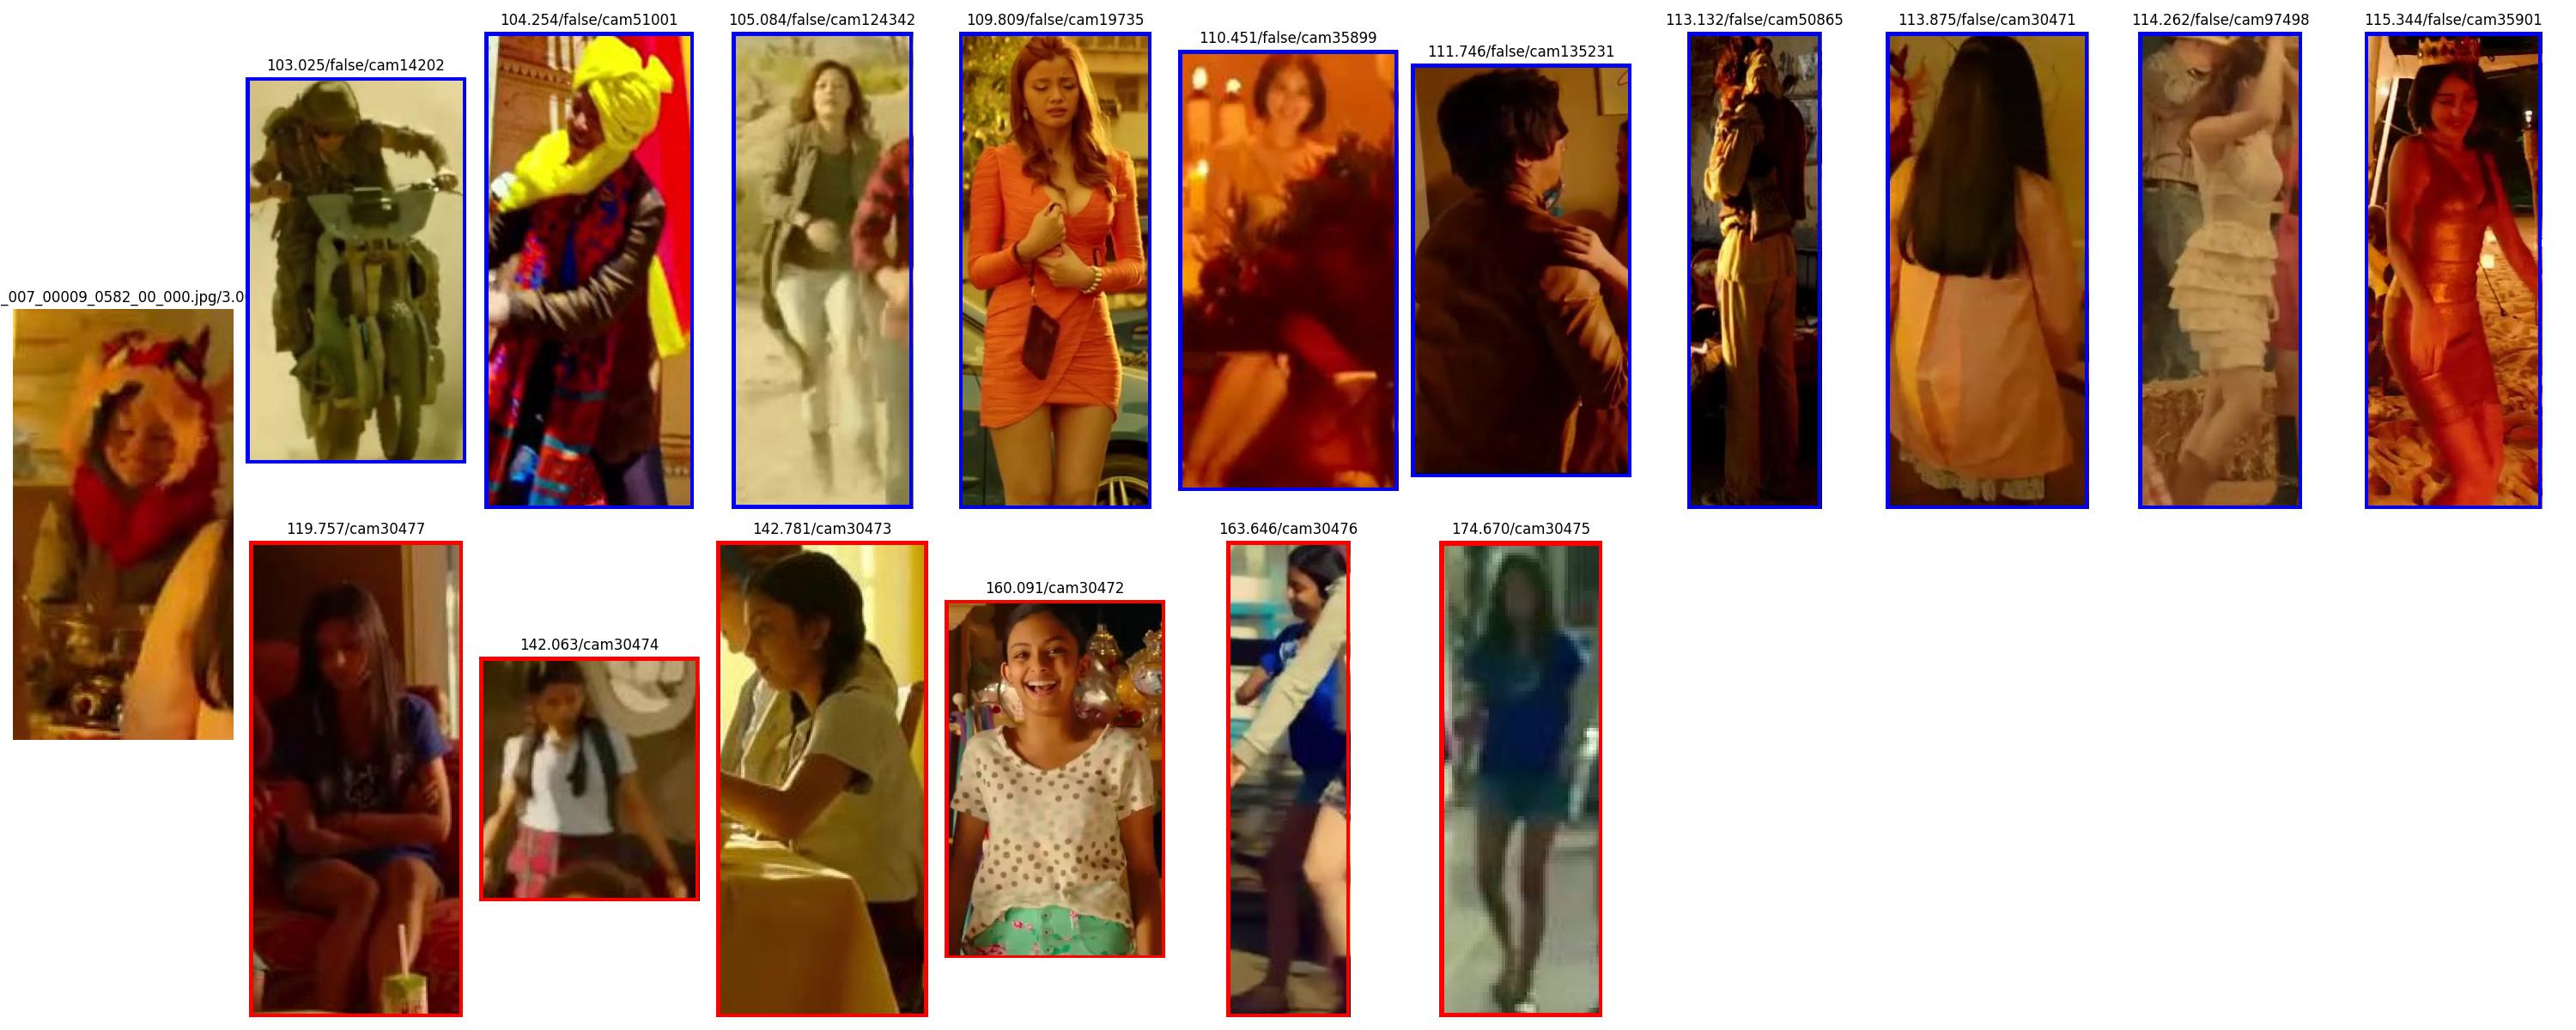 104.254/false/cam51001
105.084/false/cam124342
109.809/false/cam19735
113.132/false/cam50865
113.875/false/cam30471
114.262/false/cam97498
115.344/false/cam35901
110.451/false/cam35899
111.746/false/cam135231
103.025/false/cam14202
_007_00009_0582_00_000.jpg/3.0
119.757/cam30477
142.781/cam30473
163.646/cam30476
174.670/cam30475
160.091/cam30472
142.063/cam30474